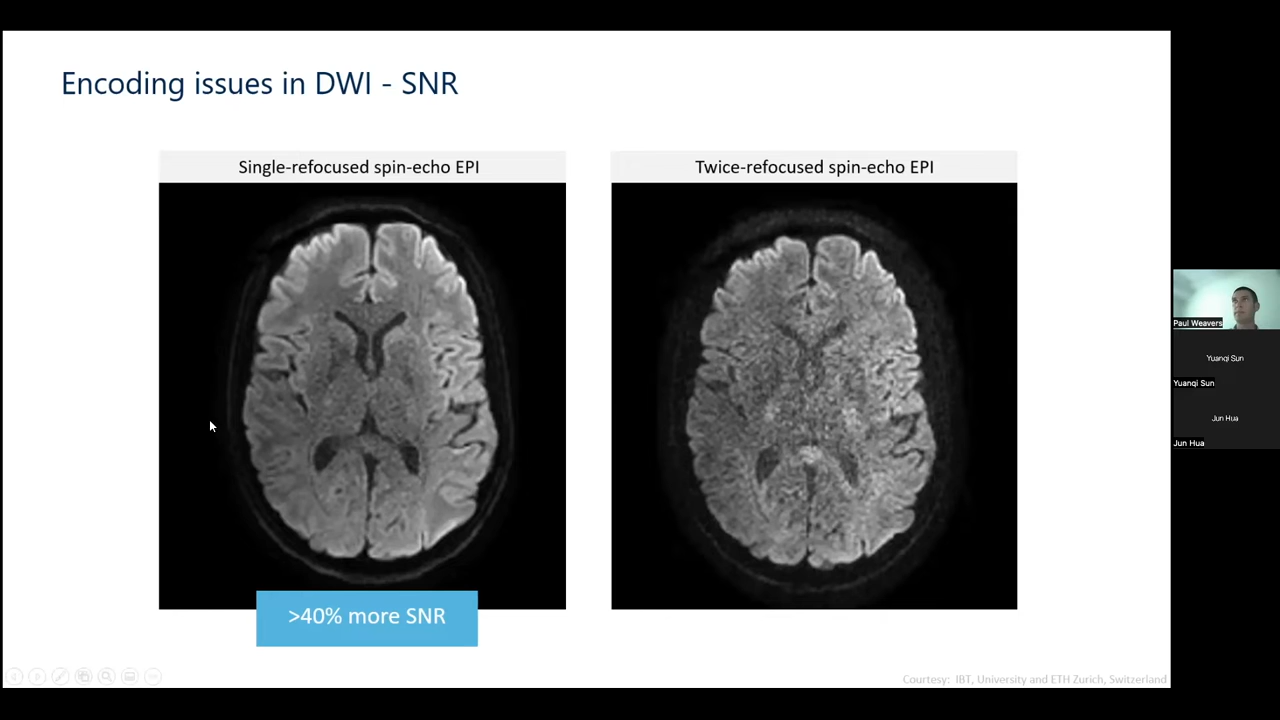 Encoding issues in DWI - SNR
Single-refocused spin-echo EPI
Twice-refocused spin-echo EPI
>40% more SNR
Courtesy: IBT, University and ETH Zurich, Switzerland
Paul Weavers
Yuanqi Sun
Yuanqi Sun
Jun Hua
Jun Hua